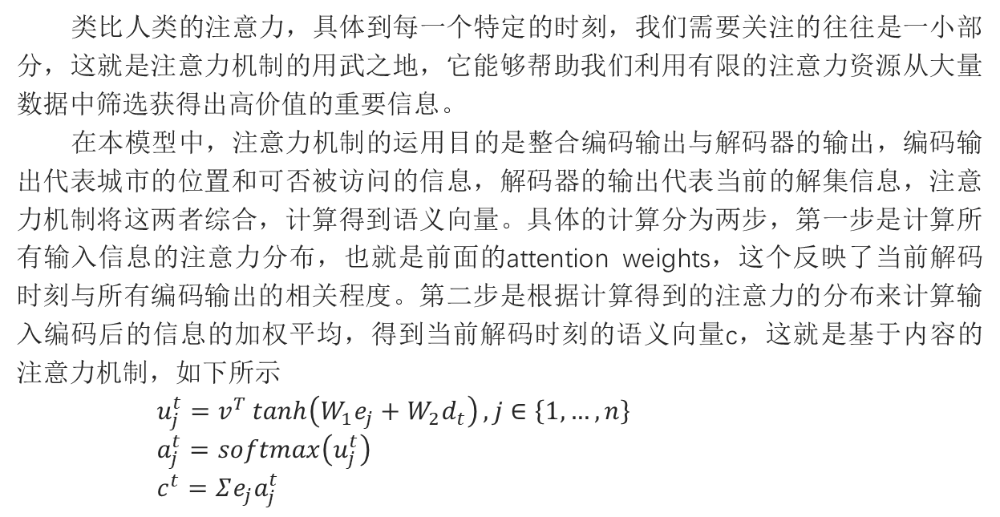 类比人类的注意力，具体到每一个特定的时刻，我们需要关注的往往是一小部
分，这就是注意力机制的用武之地，它能够帮助我们利用有限的注意力资源从大量
数据中筛选获得出高价值的重要信息。
在本模型中，注意力机制的运用目的是整合编码输出与解码器的输出，编码输
出代表城市的位置和可否被访问的信息，解码器的输出代表当前的解集信息，注意
力机制将这两者综合，计算得到语义向量。具体的计算分为两步，第一步是计算所
有输入信息的注意力分布，也就是前面的attention weights，这个反映了当前解码
时刻与所有编码输出的相关程度。第二步是根据计算得到的注意力的分布来计算输
入编码后的信息的加权平均，得到当前解码时刻的语义向量c，这就是基于内容的
注意力机制，如下所示
u_j^t = v^T tanh(W_1 e_j + W_2 d_t), j ∈ {1, … , n}
a_j^t = softmax(u_j^t)
c^t = Σ e_j a_j^t